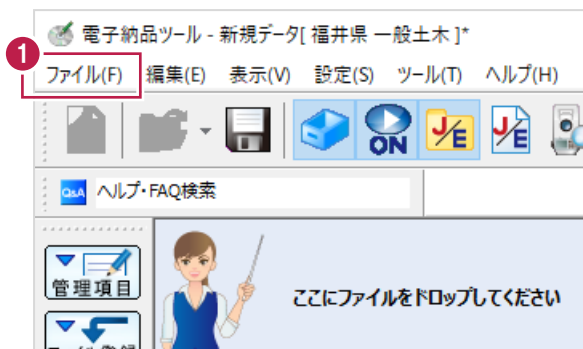 電子納品ツール - 新規データ[ 福井県 一般土木 ]*
1
ファイル(F) 編集(E) 表示(V) 設定(S) ツール(T) ヘルプ(H)
ON J/E J/E
Q&A ヘルプ・FAQ検索
管理項目
ここにファイルをドロップしてください